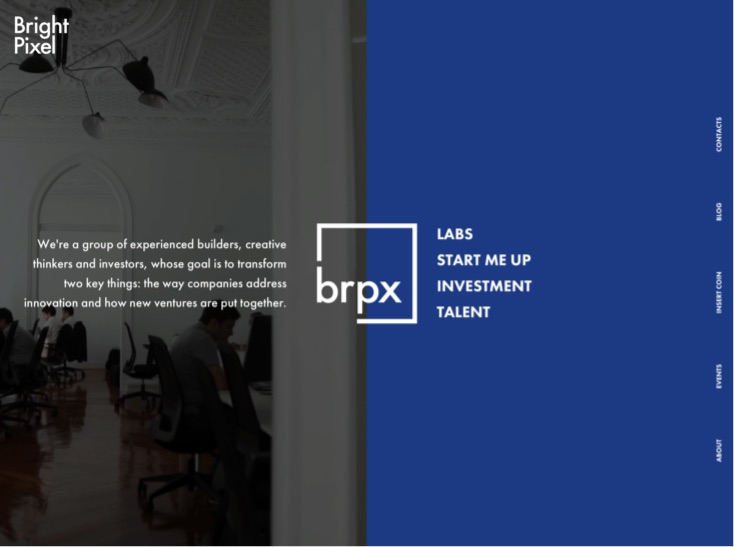 Bright
Pixel
We're a group of experienced builders, creative
thinkers and investors, whose goal is to transform
two key things: the way companies address
innovation and how new ventures are put together.
brpx
LABS
START ME UP
INVESTMENT
TALENT
CONTACTS
BLOG
INSERT COIN
EVENTS
ABOUT